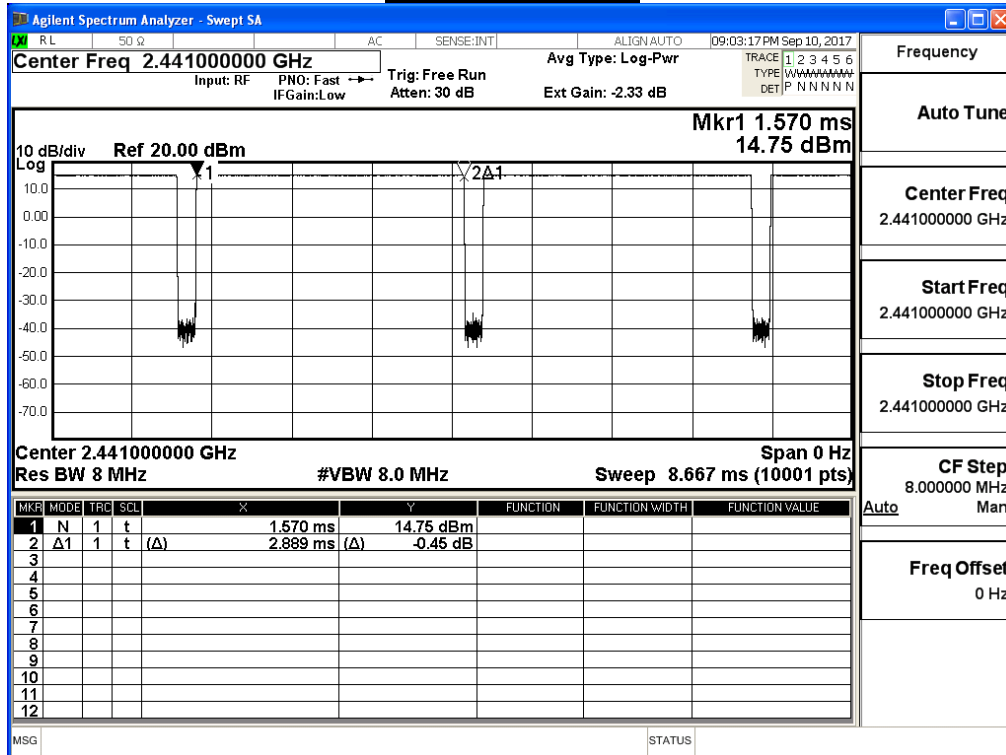 Agilent Spectrum Analyzer - Swept SA
LXI RL 50 Ω AC SENSE:INT ALIGN AUTO 09:03:17 PM Sep 10, 2017
Center Freq 2.441000000 GHz
Input: RF PNO: Fast
IFGain:Low
Trig: Free Run
Atten: 30 dB
Avg Type: Log-Pwr
Ext Gain: -2.33 dB
TRACE 1 2 3 4 5 6
TYPE WWWWWW
DET P N N N N N
Mkr1 1.570 ms
14.75 dBm
10 dB/div Ref 20.00 dBm
Log
1
2Δ1
10.0
0.00
-10.0
-20.0
-30.0
-40.0
-50.0
-60.0
-70.0
Center 2.441000000 GHz Span 0 Hz
Res BW 8 MHz #VBW 8.0 MHz Sweep 8.667 ms (10001 pts)
MKR MODE TRC SCL X Y FUNCTION FUNCTION WIDTH FUNCTION VALUE
1 N 1 t 1.570 ms 14.75 dBm
2 Δ1 1 t (Δ) 2.889 ms (Δ) -0.45 dB
3
4
5
6
7
8
9
10
11
12
MSG STATUS
Frequency
Auto Tune
Center Freq
2.441000000 GHz
Start Freq
2.441000000 GHz
Stop Freq
2.441000000 GHz
CF Step
8.000000 MHz
Auto Man
Freq Offset
0 Hz